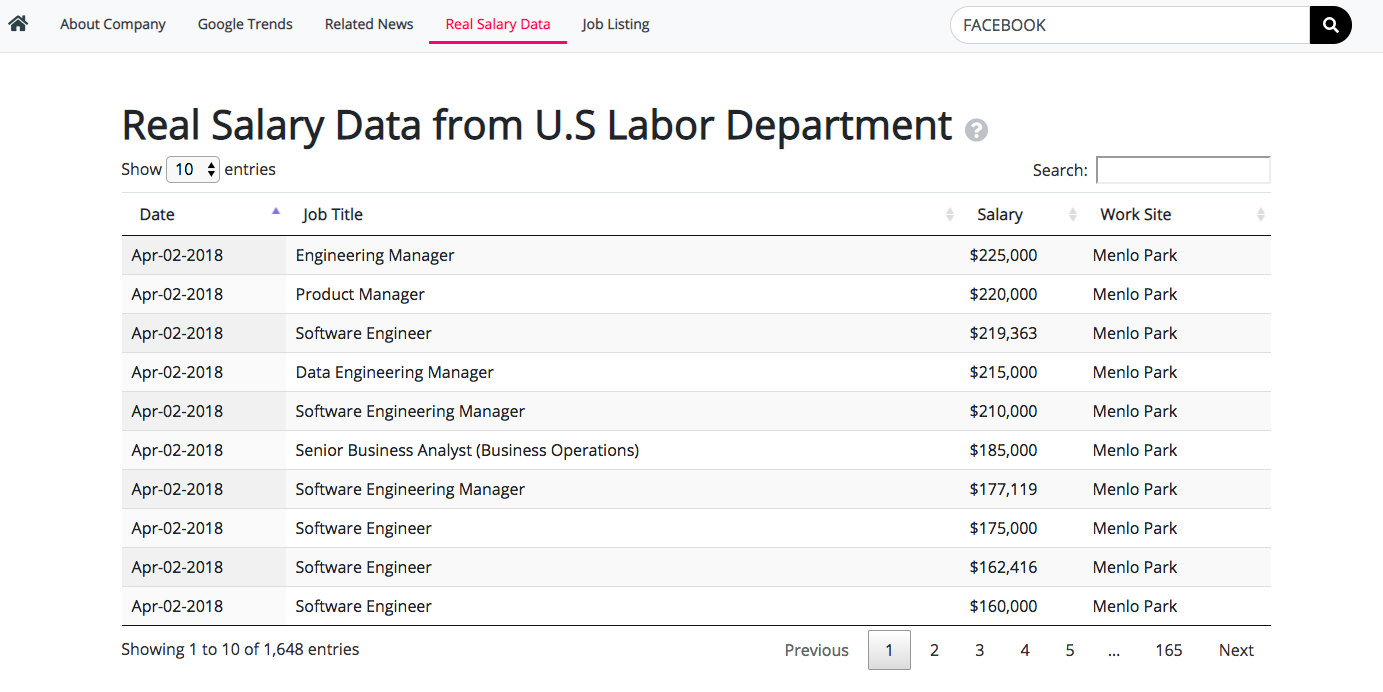 About Company Google Trends Related News Real Salary Data Job Listing FACEBOOK
Real Salary Data from U.S Labor Department ?
Show 10 entries Search:
Date Job Title Salary Work Site
Apr-02-2018 Engineering Manager $225,000 Menlo Park
Apr-02-2018 Product Manager $220,000 Menlo Park
Apr-02-2018 Software Engineer $219,363 Menlo Park
Apr-02-2018 Data Engineering Manager $215,000 Menlo Park
Apr-02-2018 Software Engineering Manager $210,000 Menlo Park
Apr-02-2018 Senior Business Analyst (Business Operations) $185,000 Menlo Park
Apr-02-2018 Software Engineering Manager $177,119 Menlo Park
Apr-02-2018 Software Engineer $175,000 Menlo Park
Apr-02-2018 Software Engineer $162,416 Menlo Park
Apr-02-2018 Software Engineer $160,000 Menlo Park
Showing 1 to 10 of 1,648 entries Previous 1 2 3 4 5 ... 165 Next